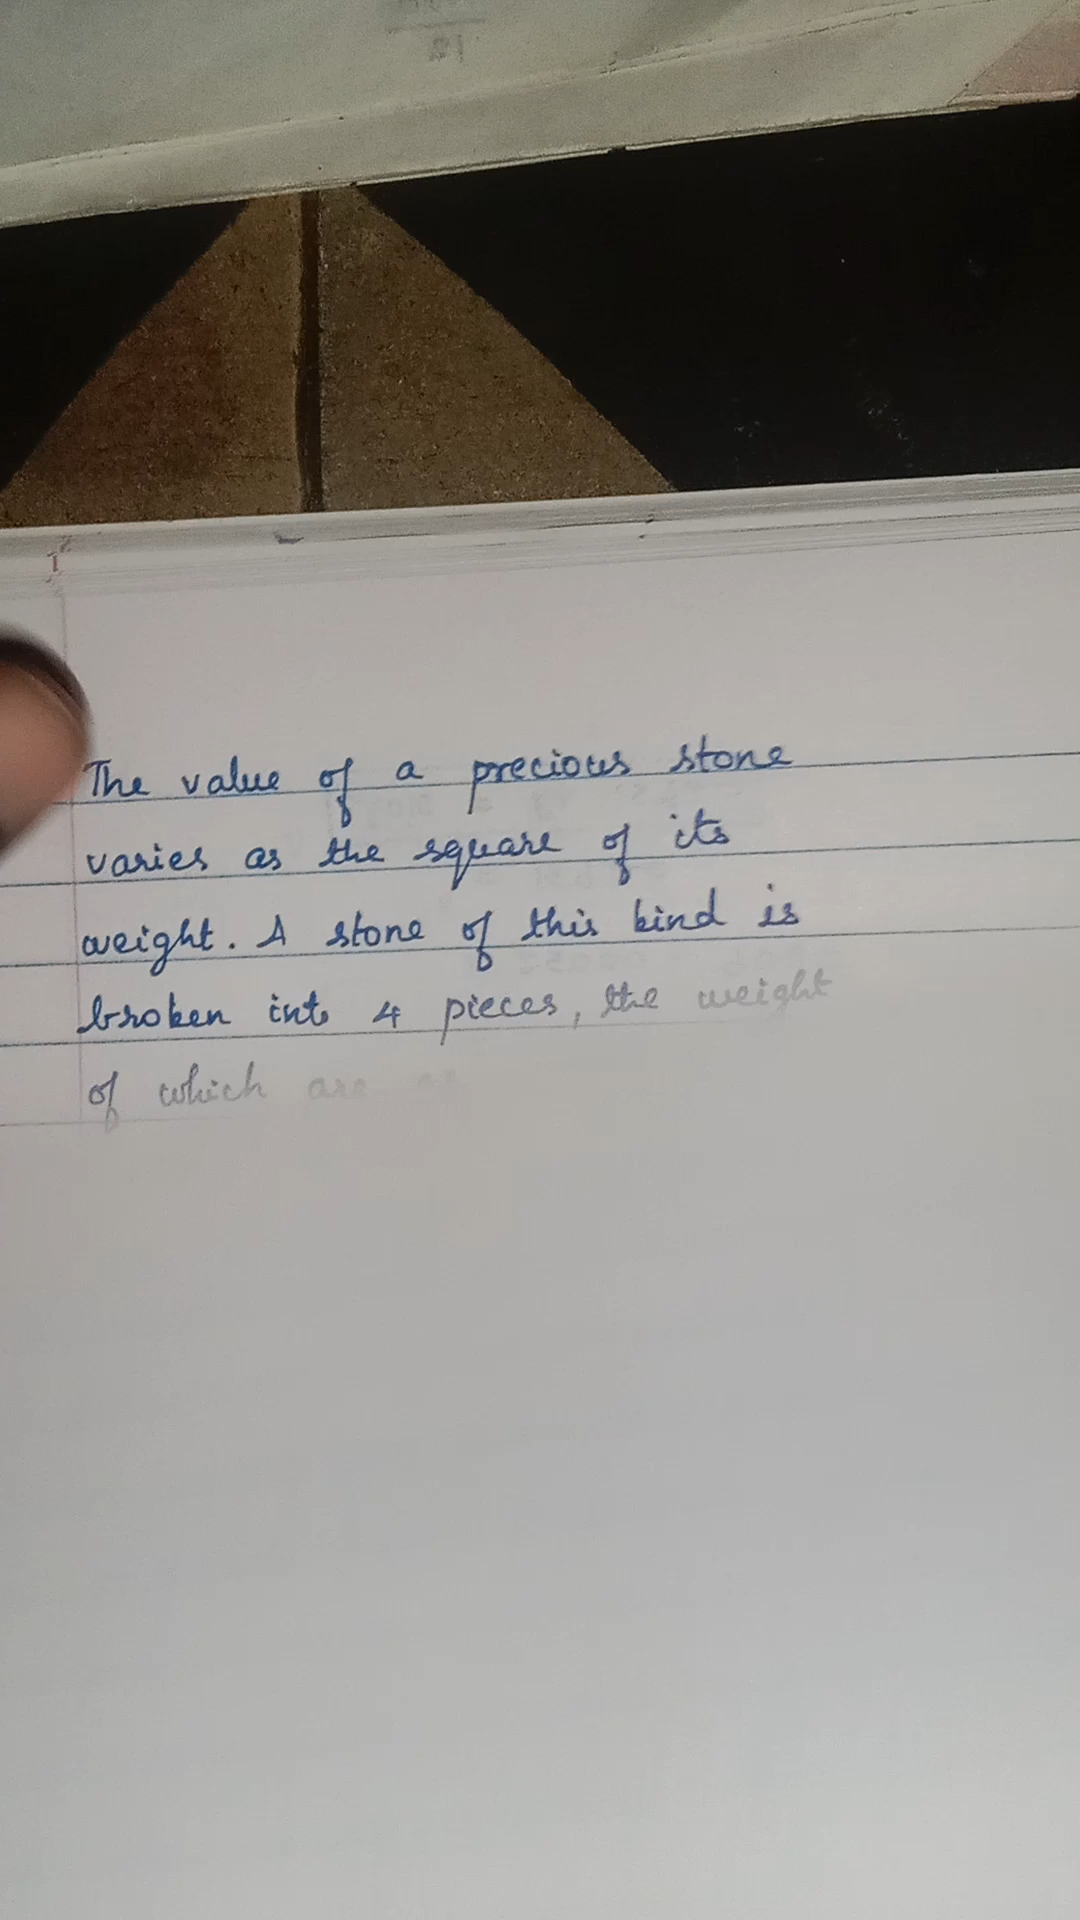 The value of a precious stone
varies as the square of its
weight. A stone of this kind is
broken into 4 pieces, the weight
of which are